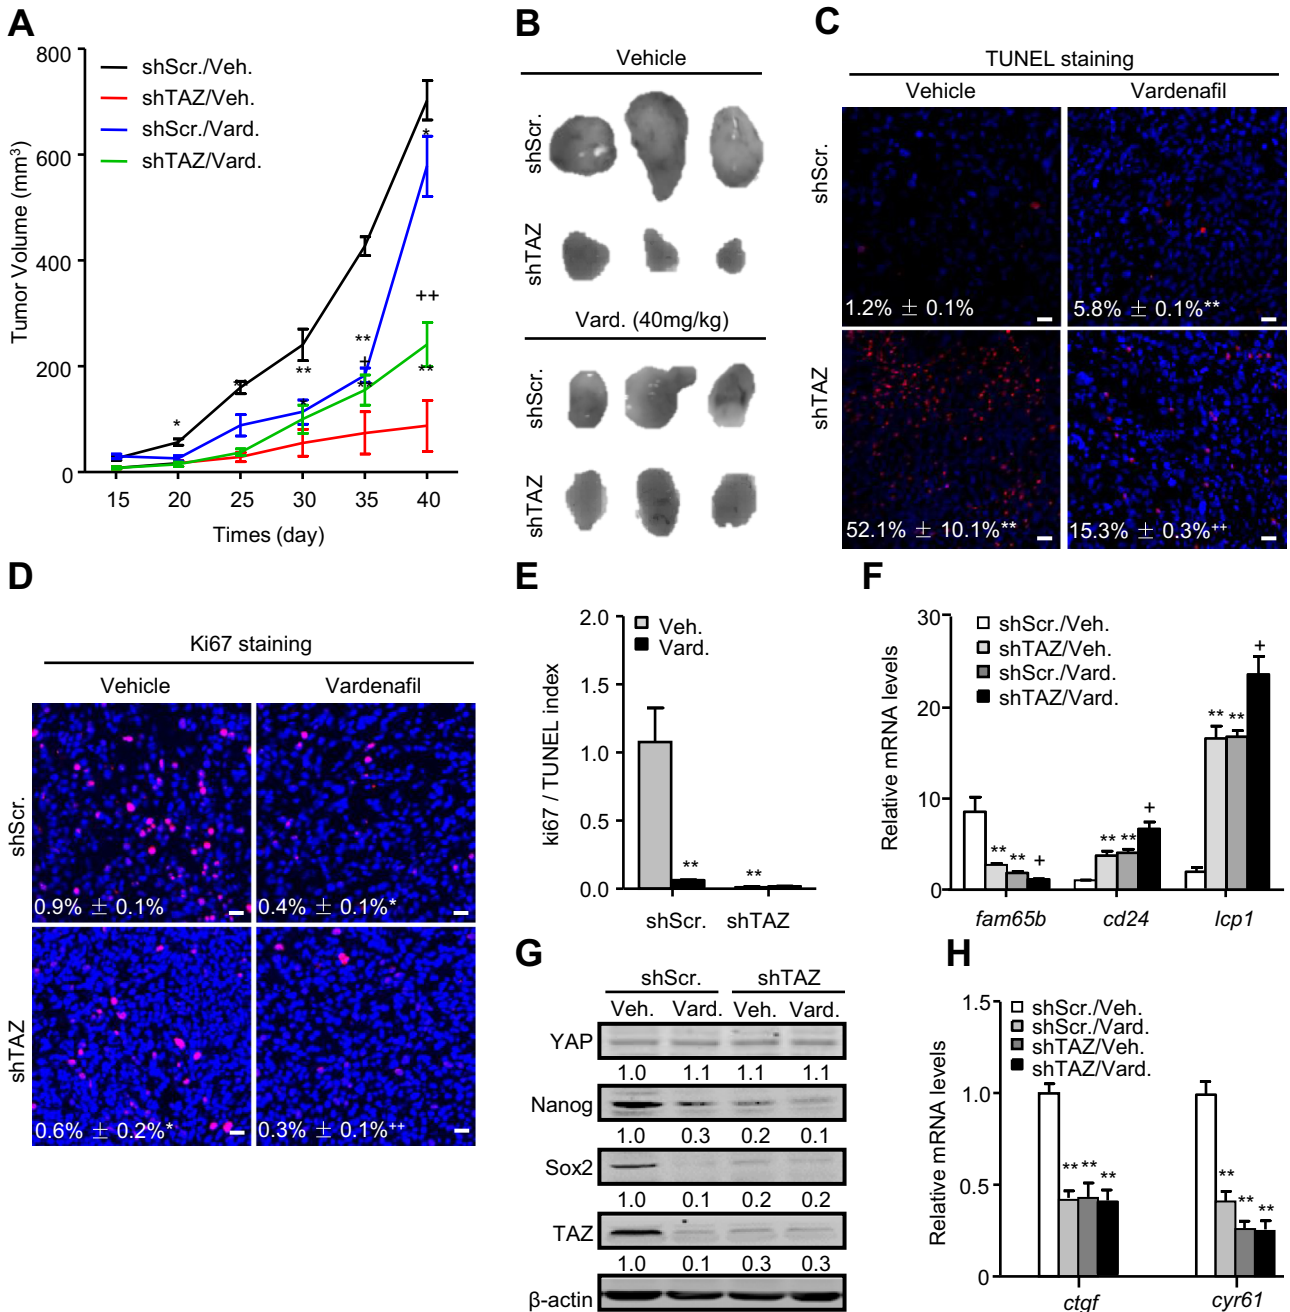 A
800
600
400
200
0
Tumor Volume (mm³)
shScr./Veh.
shTAZ/Veh.
shScr./Vard.
shTAZ/Vard.
*
**
**
**
+
**
*
++
**
15 20 25 30 35 40
Times (day)
B
Vehicle
shScr.
shTAZ
Vard. (40mg/kg)
shScr.
shTAZ
C
TUNEL staining
Vehicle Vardenafil
shScr.
1.2% ± 0.1%
5.8% ± 0.1%**
shTAZ
52.1% ± 10.1%**
15.3% ± 0.3%++
D
Ki67 staining
Vehicle Vardenafil
shScr.
0.9% ± 0.1%
0.4% ± 0.1%*
shTAZ
0.6% ± 0.2%*
0.3% ± 0.1%++
E
2.0
1.5
1.0
0.5
0.0
ki67 / TUNEL index
Veh.
Vard.
**
**
shScr. shTAZ
F
30
20
10
0
Relative mRNA levels
shScr./Veh.
shTAZ/Veh.
shScr./Vard.
shTAZ/Vard.
** ** +
** ** +
** ** +
fam65b cd24 lcp1
G
shScr. shTAZ
Veh. Vard. Veh. Vard.
YAP
1.0 1.1 1.1 1.1
Nanog
1.0 0.3 0.2 0.1
Sox2
1.0 0.1 0.2 0.2
TAZ
1.0 0.1 0.3 0.3
β-actin
H
1.5
1.0
0.5
0
Relative mRNA levels
shScr./Veh.
shScr./Vard.
shTAZ/Veh.
shTAZ/Vard.
** ** **
** ** **
ctgf cyr61